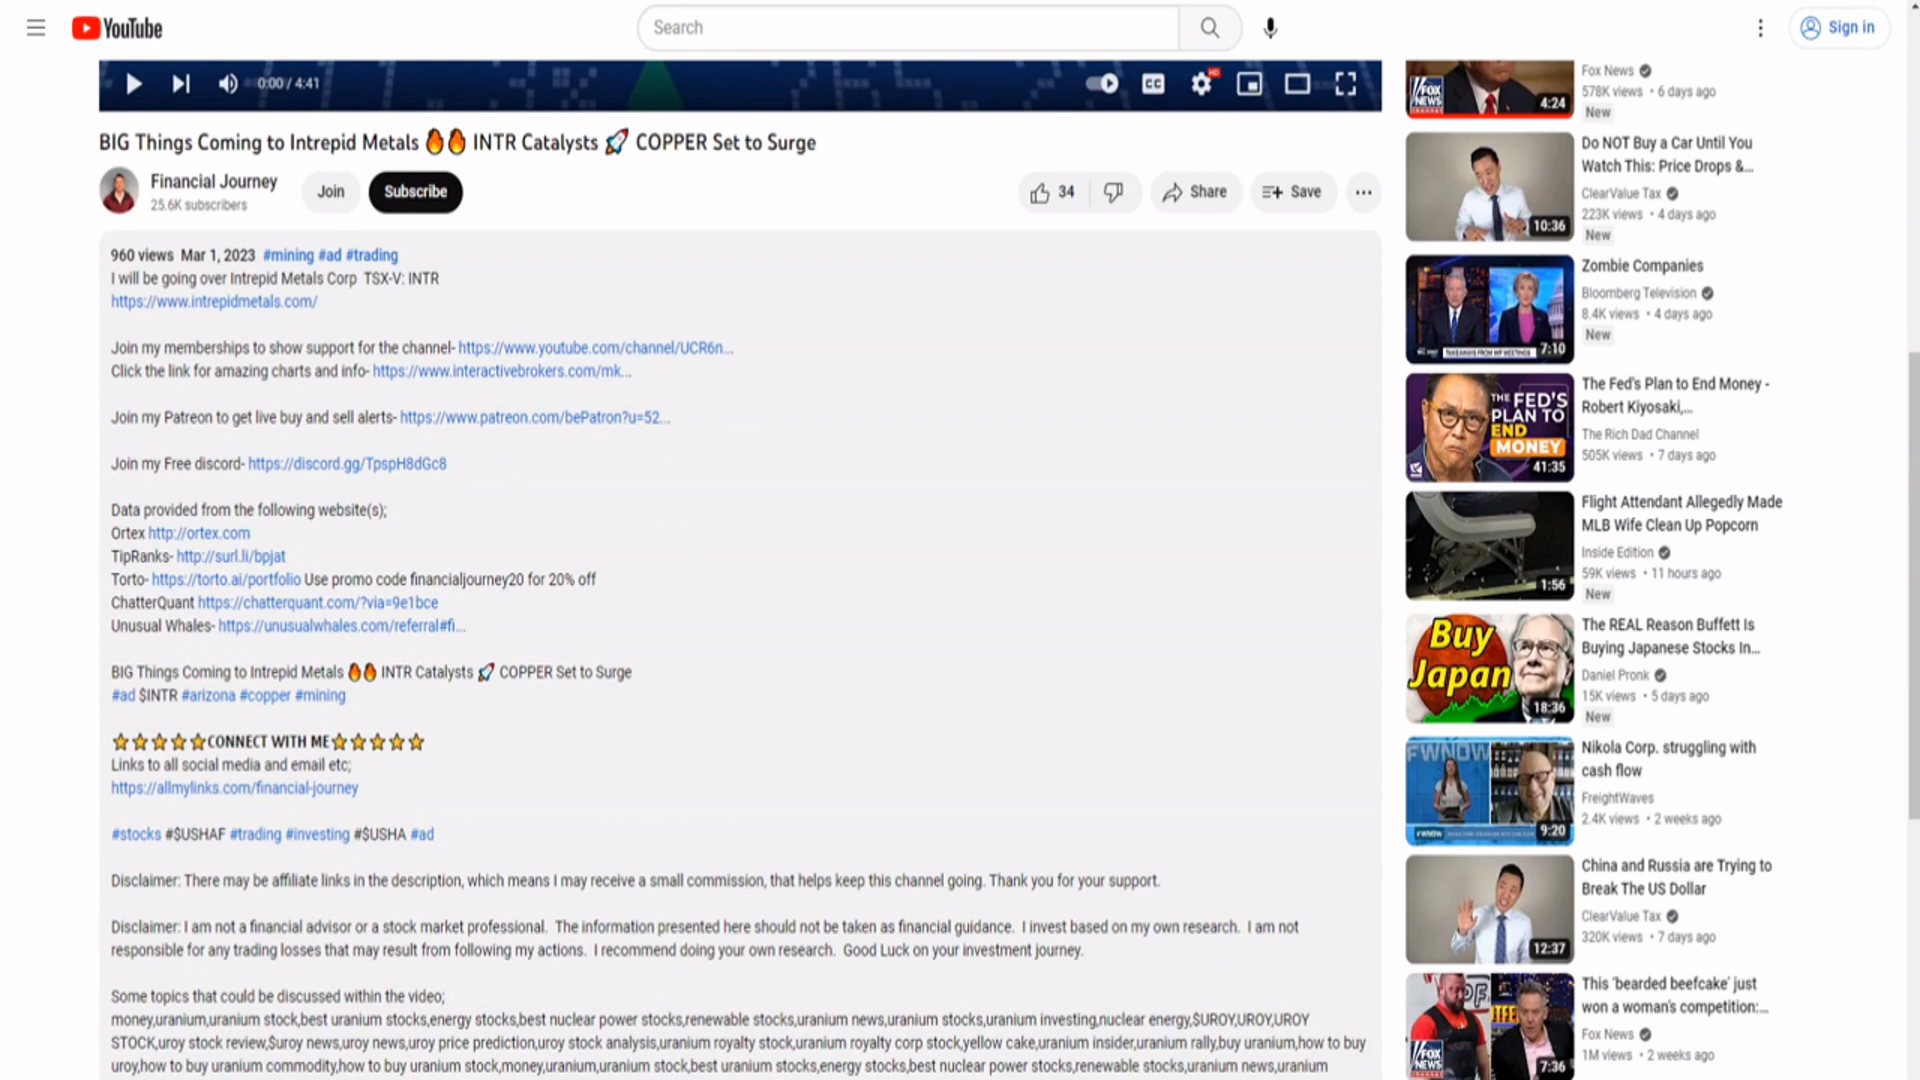 YouTube
Search
Sign in
0:00 / 4:41
CC
HD
BIG Things Coming to Intrepid Metals 🔥🔥 INTR Catalysts 🚀 COPPER Set to Surge
Financial Journey
25.6K subscribers
Join
Subscribe
34
Share
Save
960 views Mar 1, 2023 #mining #ad #trading
I will be going over Intrepid Metals Corp TSX-V: INTR
https://www.intrepidmetals.com/
Join my memberships to show support for the channel- https://www.youtube.com/channel/UCR6n...
Click the link for amazing charts and info- https://www.interactivebrokers.com/mk...
Join my Patreon to get live buy and sell alerts- https://www.patreon.com/bePatron?u=52...
Join my Free discord- https://discord.gg/TpspH8dGc8
Data provided from the following website(s);
Ortex http://ortex.com
TipRanks- http://surl.li/bpjat
Torto- https://torto.ai/portfolio Use promo code financialjourney20 for 20% off
ChatterQuant https://chatterquant.com/?via=9e1bce
Unusual Whales- https://unusualwhales.com/referral#fi...
BIG Things Coming to Intrepid Metals 🔥🔥 INTR Catalysts 🚀 COPPER Set to Surge
#ad $INTR #arizona #copper #mining
⭐⭐⭐⭐⭐CONNECT WITH ME⭐⭐⭐⭐⭐
Links to all social media and email etc;
https://allmylinks.com/financial-journey
#stocks #$USHAF #trading #investing #$USHA #ad
Disclaimer: There may be affiliate links in the description, which means I may receive a small commission, that helps keep this channel going. Thank you for your support.
Disclaimer: I am not a financial advisor or a stock market professional. The information presented here should not be taken as financial guidance. I invest based on my own research. I am not
responsible for any trading losses that may result from following my actions. I recommend doing your own research. Good Luck on your investment journey.
Some topics that could be discussed within the video;
money,uranium,uranium stock,best uranium stocks,energy stocks,best nuclear power stocks,renewable stocks,uranium news,uranium stocks,uranium investing,nuclear energy,$UROY,UROY,UROY
STOCK,uroy stock review,$uroy news,uroy news,uroy price prediction,uroy stock analysis,uranium royalty stock,uranium royalty corp stock,yellow cake,uranium insider,uranium rally,buy uranium,how to buy
uroy,how to buy uranium commodity,how to buy uranium stock,money,uranium,uranium stock,best uranium stocks,energy stocks,best nuclear power stocks,renewable stocks,uranium news,uranium
FOX
NEWS
4:24
Fox News
578K views • 6 days ago
New
10:36
Do NOT Buy a Car Until You
Watch This: Price Drops &...
ClearValue Tax
223K views • 4 days ago
New
7:10
Zombie Companies
Bloomberg Television
8.4K views • 4 days ago
New
THE FED'S
PLAN TO
END
MONEY
41:35
The Fed's Plan to End Money -
Robert Kiyosaki,...
The Rich Dad Channel
505K views • 7 days ago
1:56
Flight Attendant Allegedly Made
MLB Wife Clean Up Popcorn
Inside Edition
59K views • 11 hours ago
New
Buy
Japan
18:36
The REAL Reason Buffett Is
Buying Japanese Stocks In...
Daniel Pronk
15K views • 5 days ago
New
FWNOW
FWNOW
9:20
Nikola Corp. struggling with
cash flow
FreightWaves
2.4K views • 2 weeks ago
12:37
China and Russia are Trying to
Break The US Dollar
ClearValue Tax
320K views • 7 days ago
FOX
NEWS
7:36
This 'bearded beefcake' just
won a woman's competition:...
Fox News
1M views • 2 weeks ago